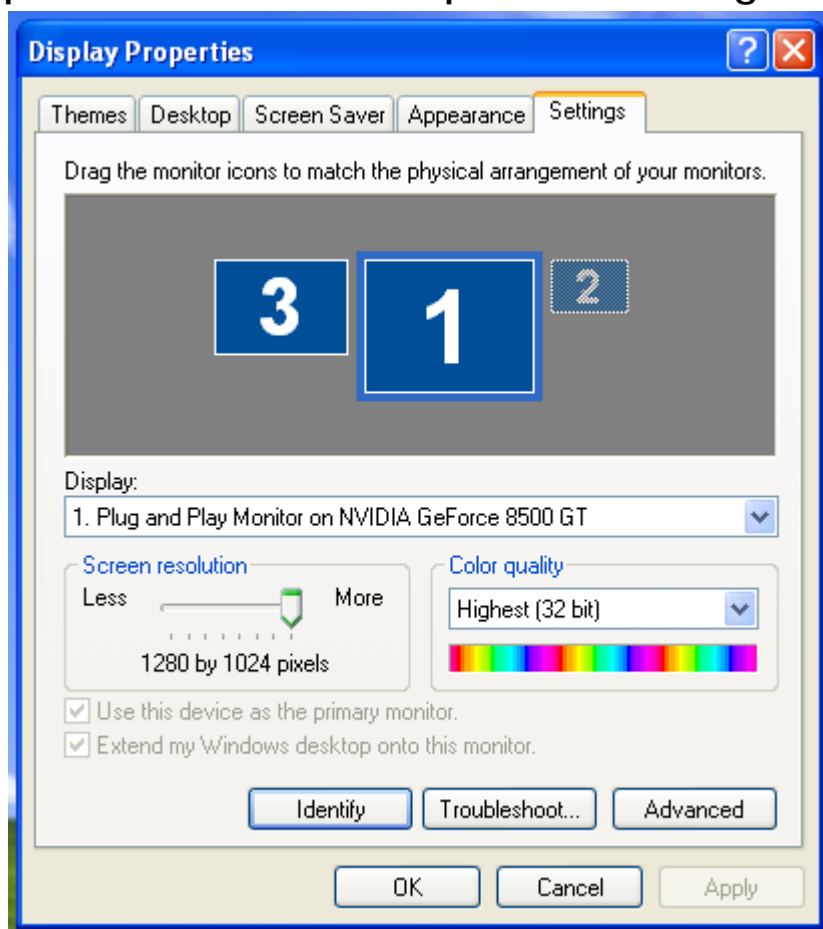 Display Properties
Themes Desktop Screen Saver Appearance Settings
Drag the monitor icons to match the physical arrangement of your monitors.
3 1 2
Display:
1. Plug and Play Monitor on NVIDIA GeForce 8500 GT
Screen resolution
Less More
1280 by 1024 pixels
Color quality
Highest (32 bit)
Use this device as the primary monitor.
Extend my Windows desktop onto this monitor.
Identify Troubleshoot... Advanced
OK Cancel Apply